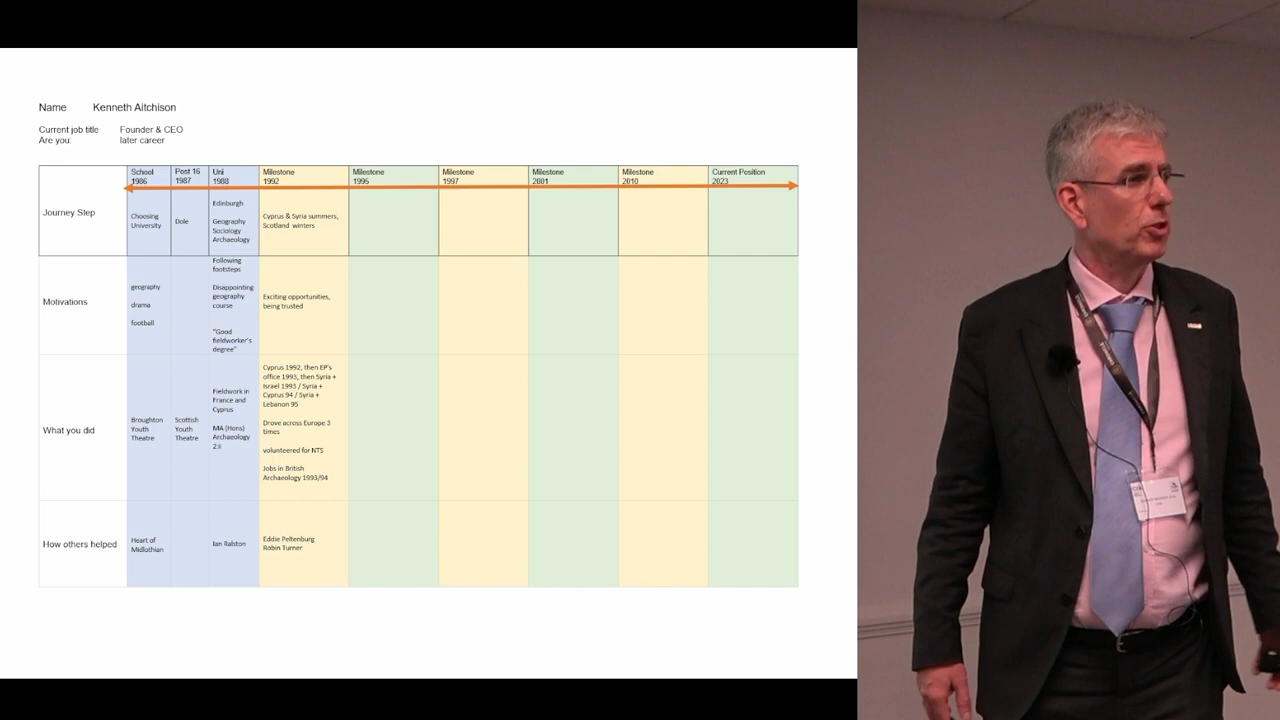 Name Kenneth Aitchison
Current job title Founder & CEO
Are you: later career
School
1986
Post 16
1987
Uni
1988
Milestone
1992
Milestone
1995
Milestone
1997
Milestone
2001
Milestone
2010
Current Position
2023
Journey Step
Choosing
University
Dole
Edinburgh
Geography
Sociology
Archaeology
Cyprus & Syria summers,
Scotland winters
Motivations
geography
drama
football
Following
footsteps
Disappointing
geography
course
"Good
fieldworker's
degree"
Exciting opportunities,
being trusted
What you did
Broughton
Youth
Theatre
Scottish
Youth
Theatre
Fieldwork in
France and
Cyprus
MA (Hons)
Archaeology
2:ii
Cyprus 1992, then EP's
office 1993, then Syria +
Israel 1993 / Syria +
Cyprus 94 / Syria +
Lebanon 95
Drove across Europe 3
times
volunteered for NTS
Jobs in British
Archaeology 1993/94
How others helped
Heart of
Midlothian
Ian Ralston
Eddie Peltenburg
Robin Turner